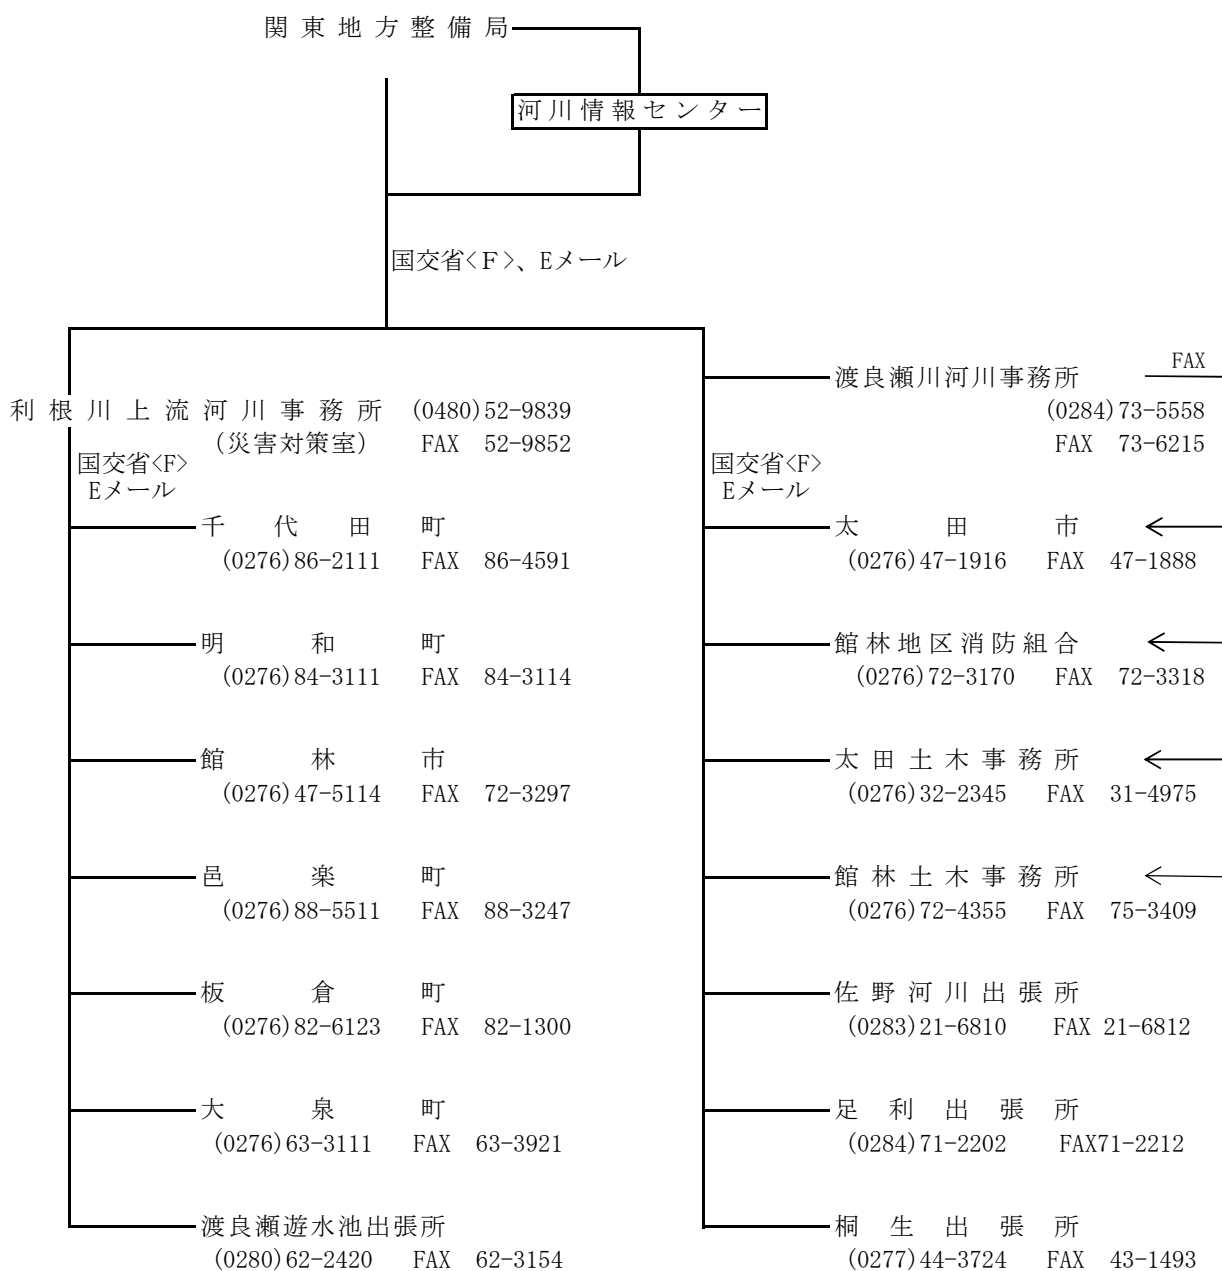 関東地方整備局
河川情報センター
国交省<F>、Eメール
利根川上流河川事務所 (0480)52-9839
(災害対策室) FAX 52-9852
国交省<F>
Eメール
千代田町
(0276)86-2111 FAX 86-4591
明和町
(0276)84-3111 FAX 84-3114
館林市
(0276)47-5114 FAX 72-3297
邑楽町
(0276)88-5511 FAX 88-3247
板倉町
(0276)82-6123 FAX 82-1300
大泉町
(0276)63-3111 FAX 63-3921
渡良瀬遊水池出張所
(0280)62-2420 FAX 62-3154
渡良瀬川河川事務所 FAX
(0284)73-5558
FAX 73-6215
国交省<F>
Eメール
太田市
(0276)47-1916 FAX 47-1888
館林地区消防組合
(0276)72-3170 FAX 72-3318
太田土木事務所
(0276)32-2345 FAX 31-4975
館林土木事務所
(0276)72-4355 FAX 75-3409
佐野河川出張所
(0283)21-6810 FAX 21-6812
足利出張所
(0284)71-2202 FAX71-2212
桐生出張所
(0277)44-3724 FAX 43-1493